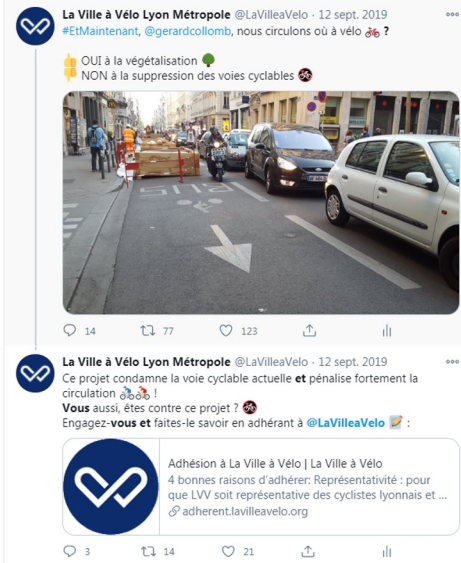 La Ville à Vélo Lyon Métropole @LaVilleaVelo · 12 sept. 2019
#EtMaintenant, @gerardcollomb, nous circulons où à vélo 🚲 ?
👍 OUI à la végétalisation 🌳
👎 NON à la suppression des voies cyclables 🚳
14 77 123
La Ville à Vélo Lyon Métropole @LaVilleaVelo · 12 sept. 2019
Ce projet condamne la voie cyclable actuelle et pénalise fortement la
circulation 🚴🚴 !
Vous aussi, êtes contre ce projet ? 🚳
Engagez-vous et faites-le savoir en adhérant à @LaVilleaVelo 📝 :
Adhésion à La Ville à Vélo | La Ville à Vélo
4 bonnes raisons d'adhérer: Représentativité : pour
que LVV soit représentative des cyclistes lyonnais et ...
adherent.lavilleavelo.org
3 14 21